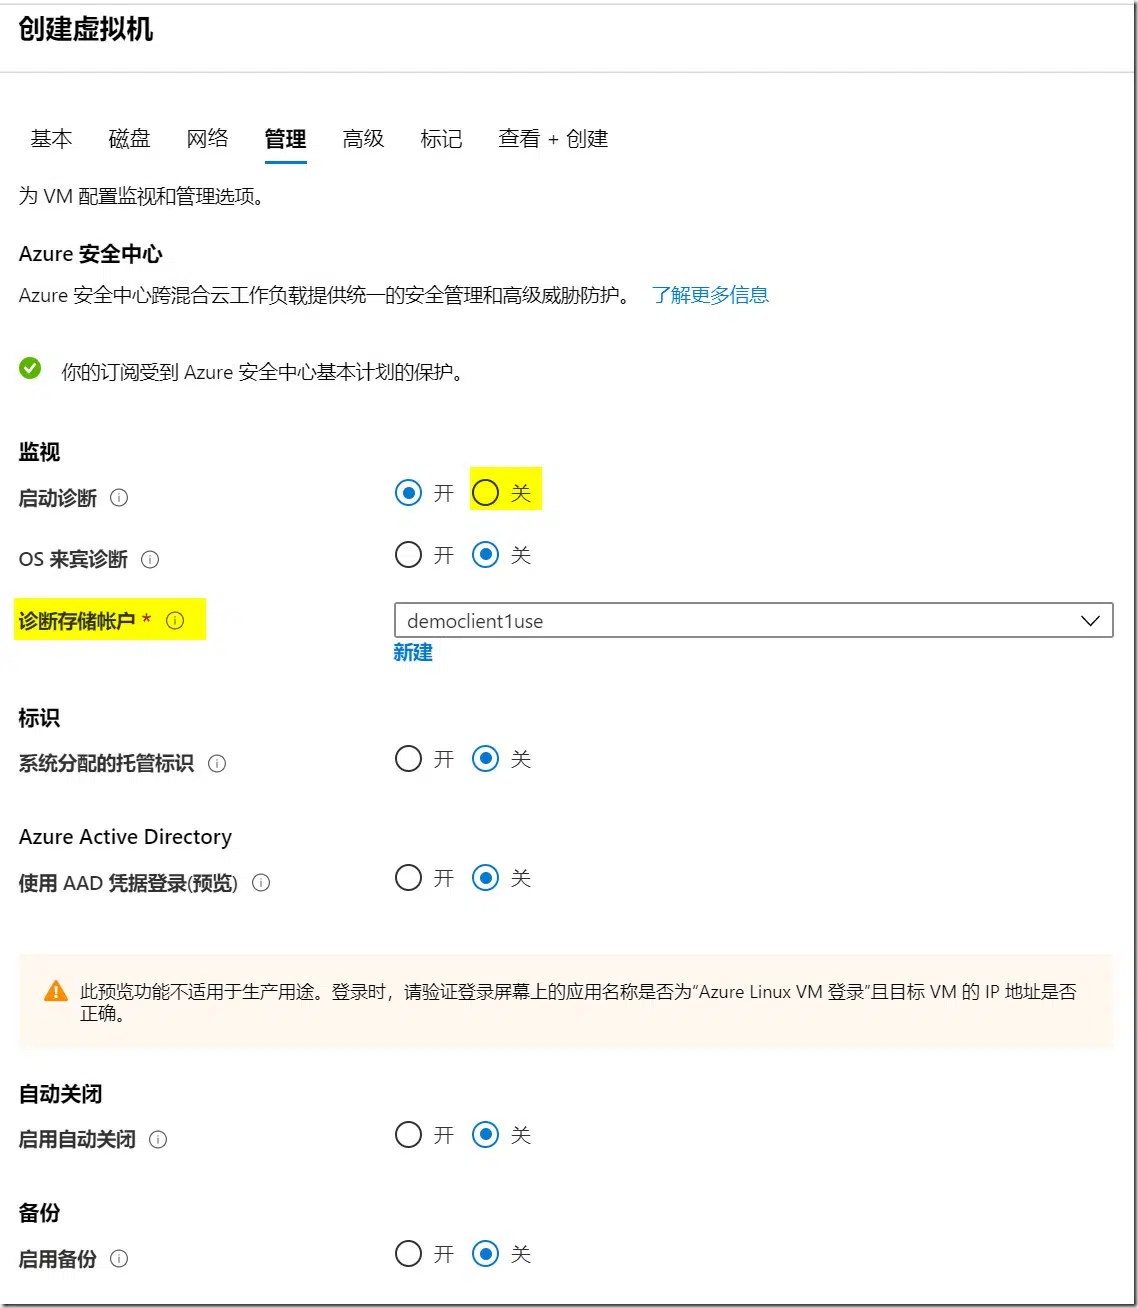 创建虚拟机
基本 磁盘 网络 管理 高级 标记 查看 + 创建
为 VM 配置监视和管理选项。
Azure 安全中心
Azure 安全中心跨混合云工作负载提供统一的安全管理和高级威胁防护。 了解更多信息
你的订阅受到 Azure 安全中心基本计划的保护。
监视
启动诊断 开 关
OS 来宾诊断 开 关
诊断存储帐户 * democlient1use
新建
标识
系统分配的托管标识 开 关
Azure Active Directory
使用 AAD 凭据登录(预览) 开 关
此预览功能不适用于生产用途。登录时，请验证登录屏幕上的应用名称是否为“Azure Linux VM 登录”且目标 VM 的 IP 地址是否
正确。
自动关闭
启用自动关闭 开 关
备份
启用备份 开 关